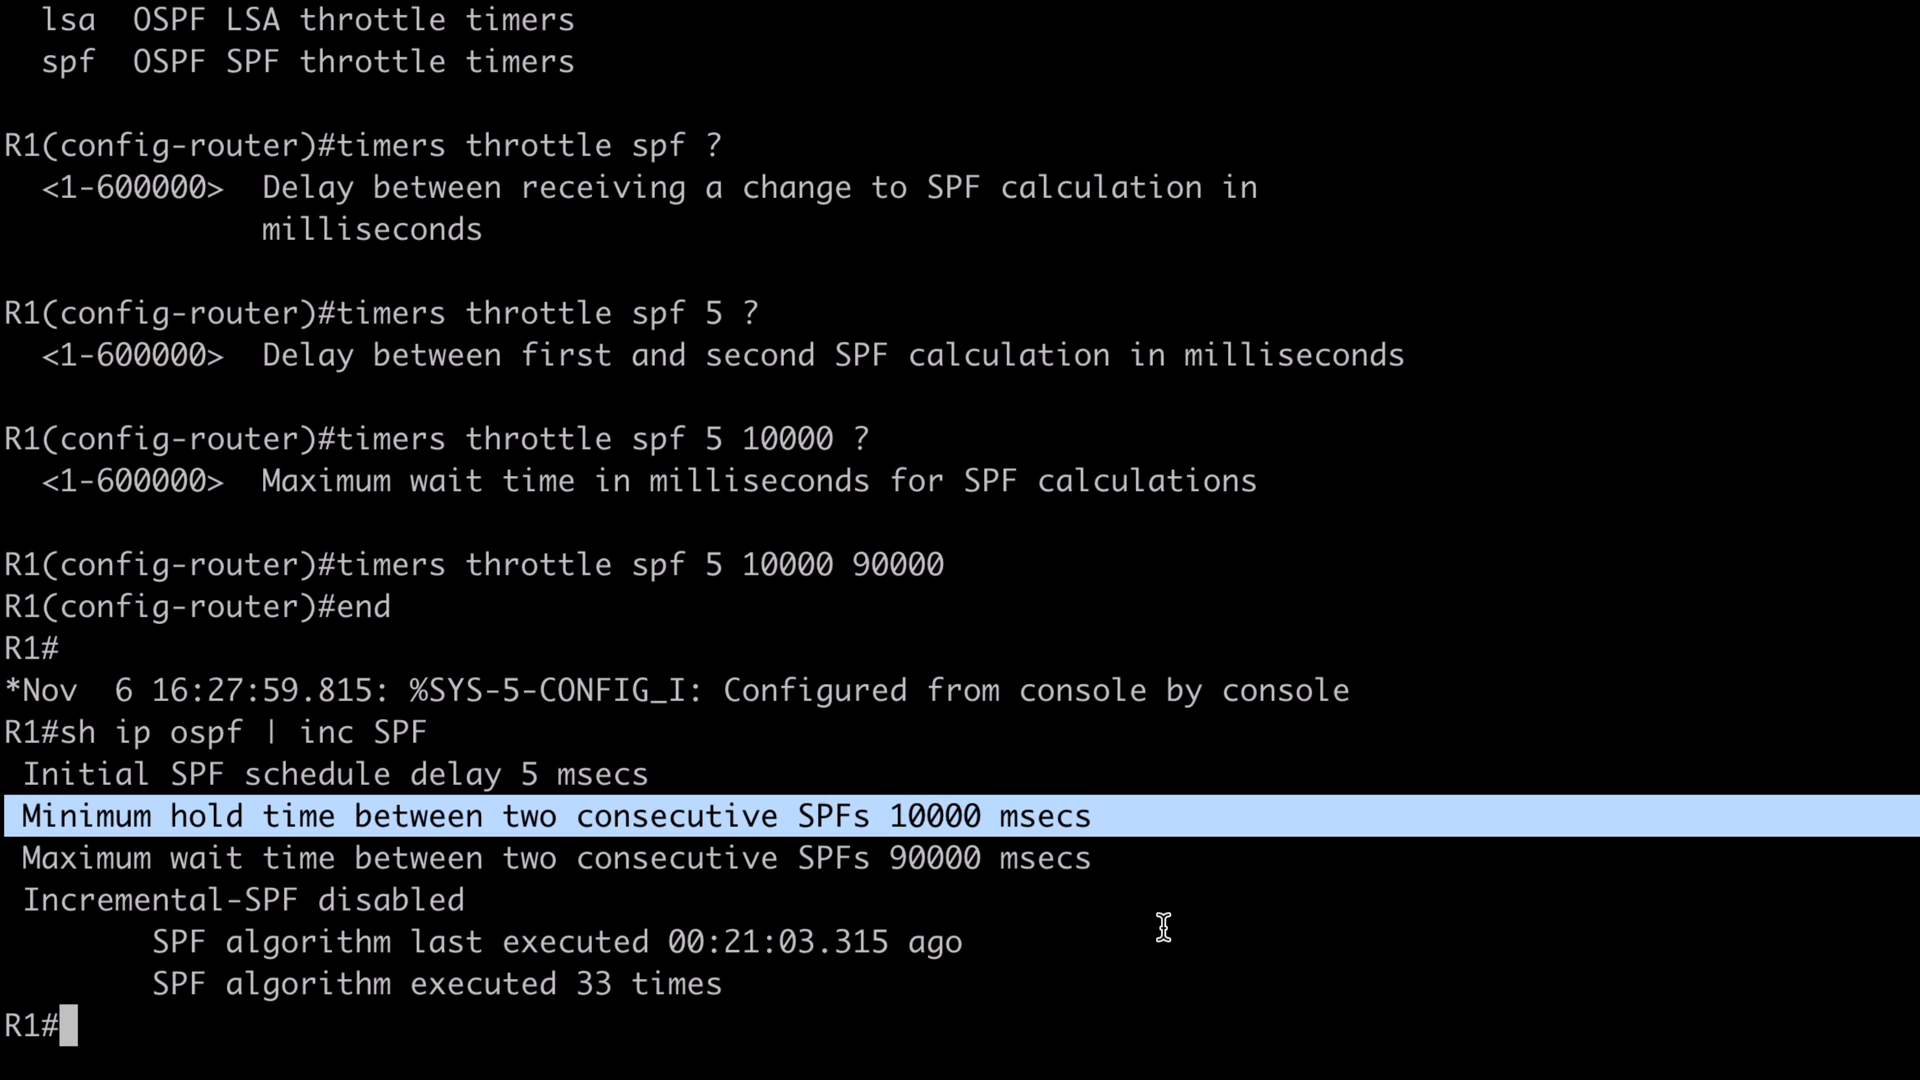 lsa  OSPF LSA throttle timers
spf  OSPF SPF throttle timers
R1(config-router)#timers throttle spf ?
<1-600000>  Delay between receiving a change to SPF calculation in
milliseconds
R1(config-router)#timers throttle spf 5 ?
<1-600000>  Delay between first and second SPF calculation in milliseconds
R1(config-router)#timers throttle spf 5 10000 ?
<1-600000>  Maximum wait time in milliseconds for SPF calculations
R1(config-router)#timers throttle spf 5 10000 90000
R1(config-router)#end
R1#
*Nov  6 16:27:59.815: %SYS-5-CONFIG_I: Configured from console by console
R1#sh ip ospf | inc SPF
Initial SPF schedule delay 5 msecs
Minimum hold time between two consecutive SPFs 10000 msecs
Maximum wait time between two consecutive SPFs 90000 msecs
Incremental-SPF disabled
SPF algorithm last executed 00:21:03.315 ago
SPF algorithm executed 33 times
R1#